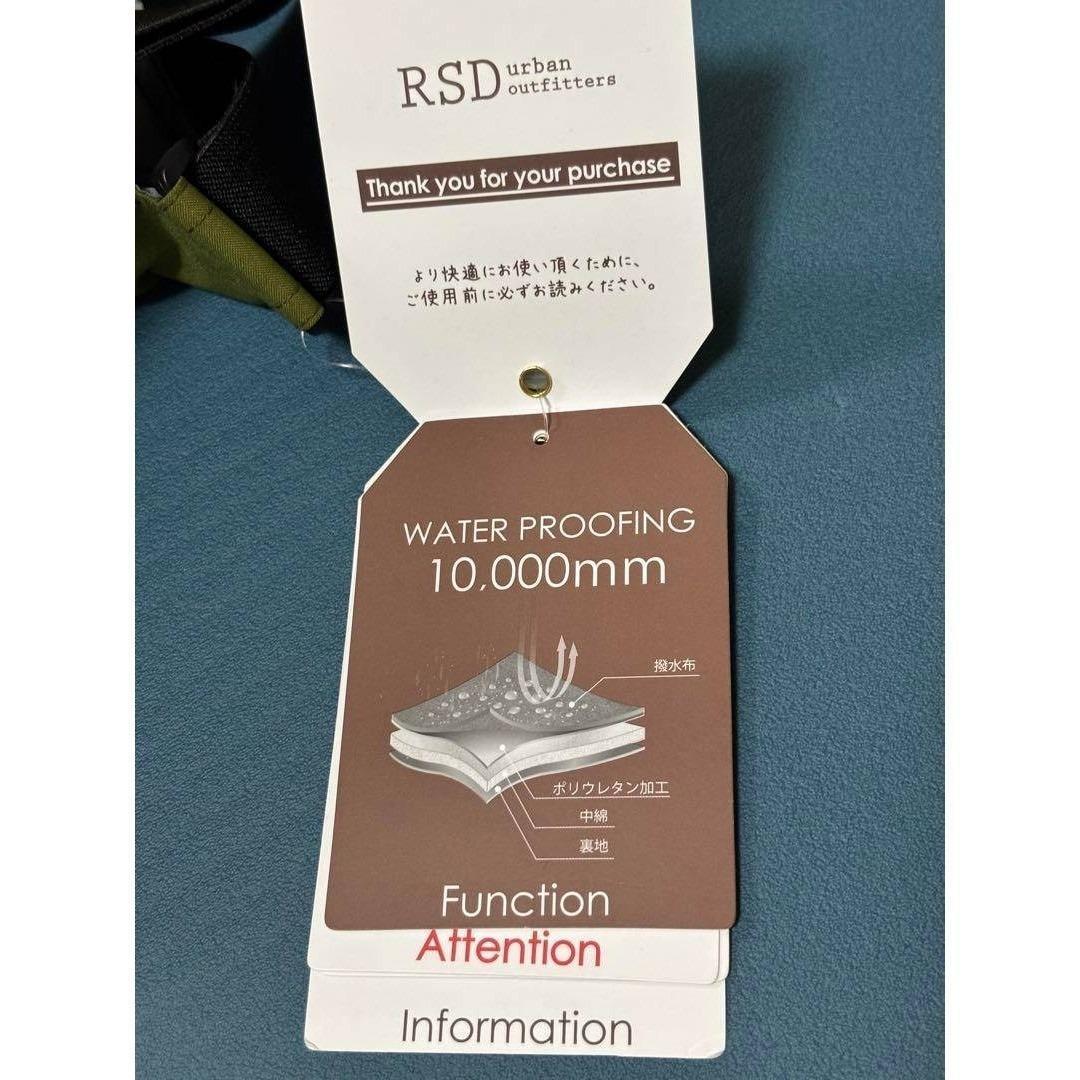 RSD urban
outfitters
Thank you for your purchase
より快適にお使い頂くために、
ご使用前に必ずお読みください。
WATER PROOFING
10,000mm
撥水布
ポリウレタン加工
中綿
裏地
Function
Attention
Information